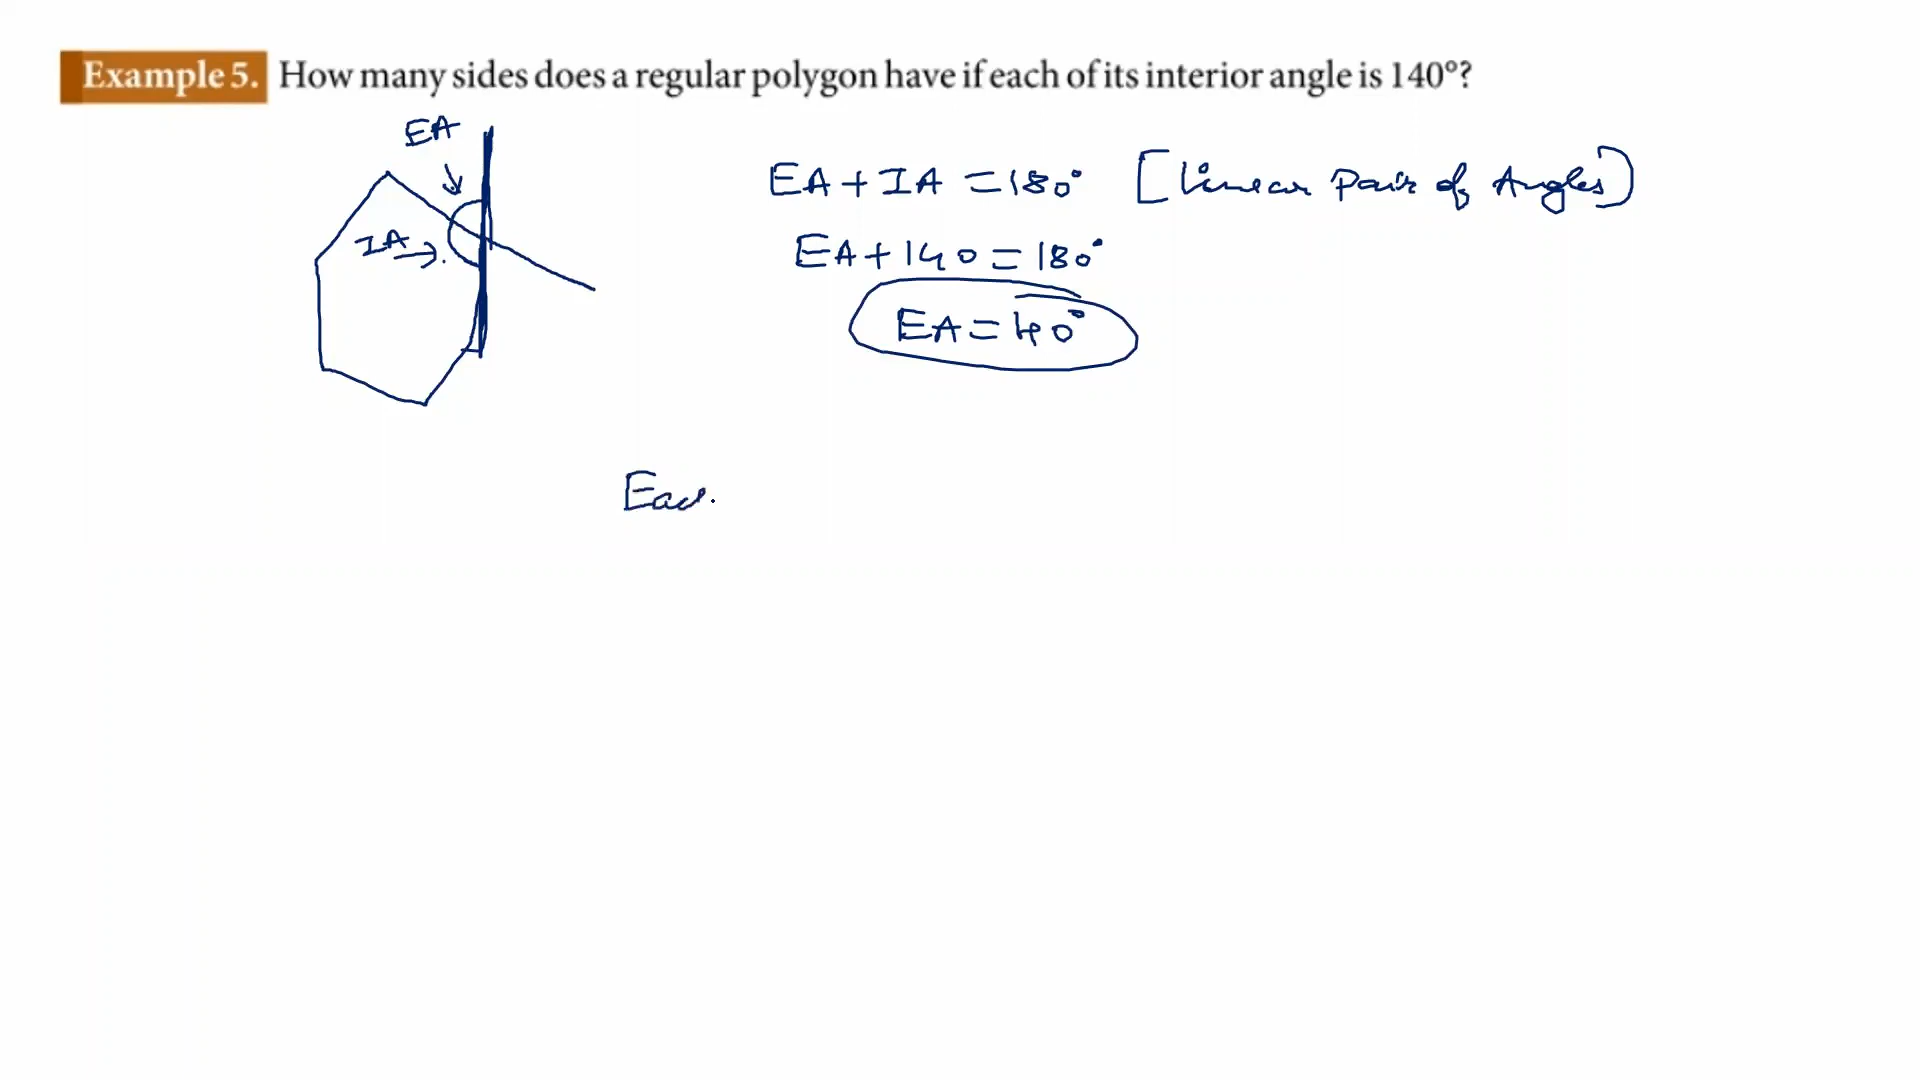 Example 5. How many sides does a regular polygon have if each of its interior angle is 140°?
EA
IA
EA + IA = 180° [Linear Pair of Angles]
EA + 140 = 180°
EA = 40°